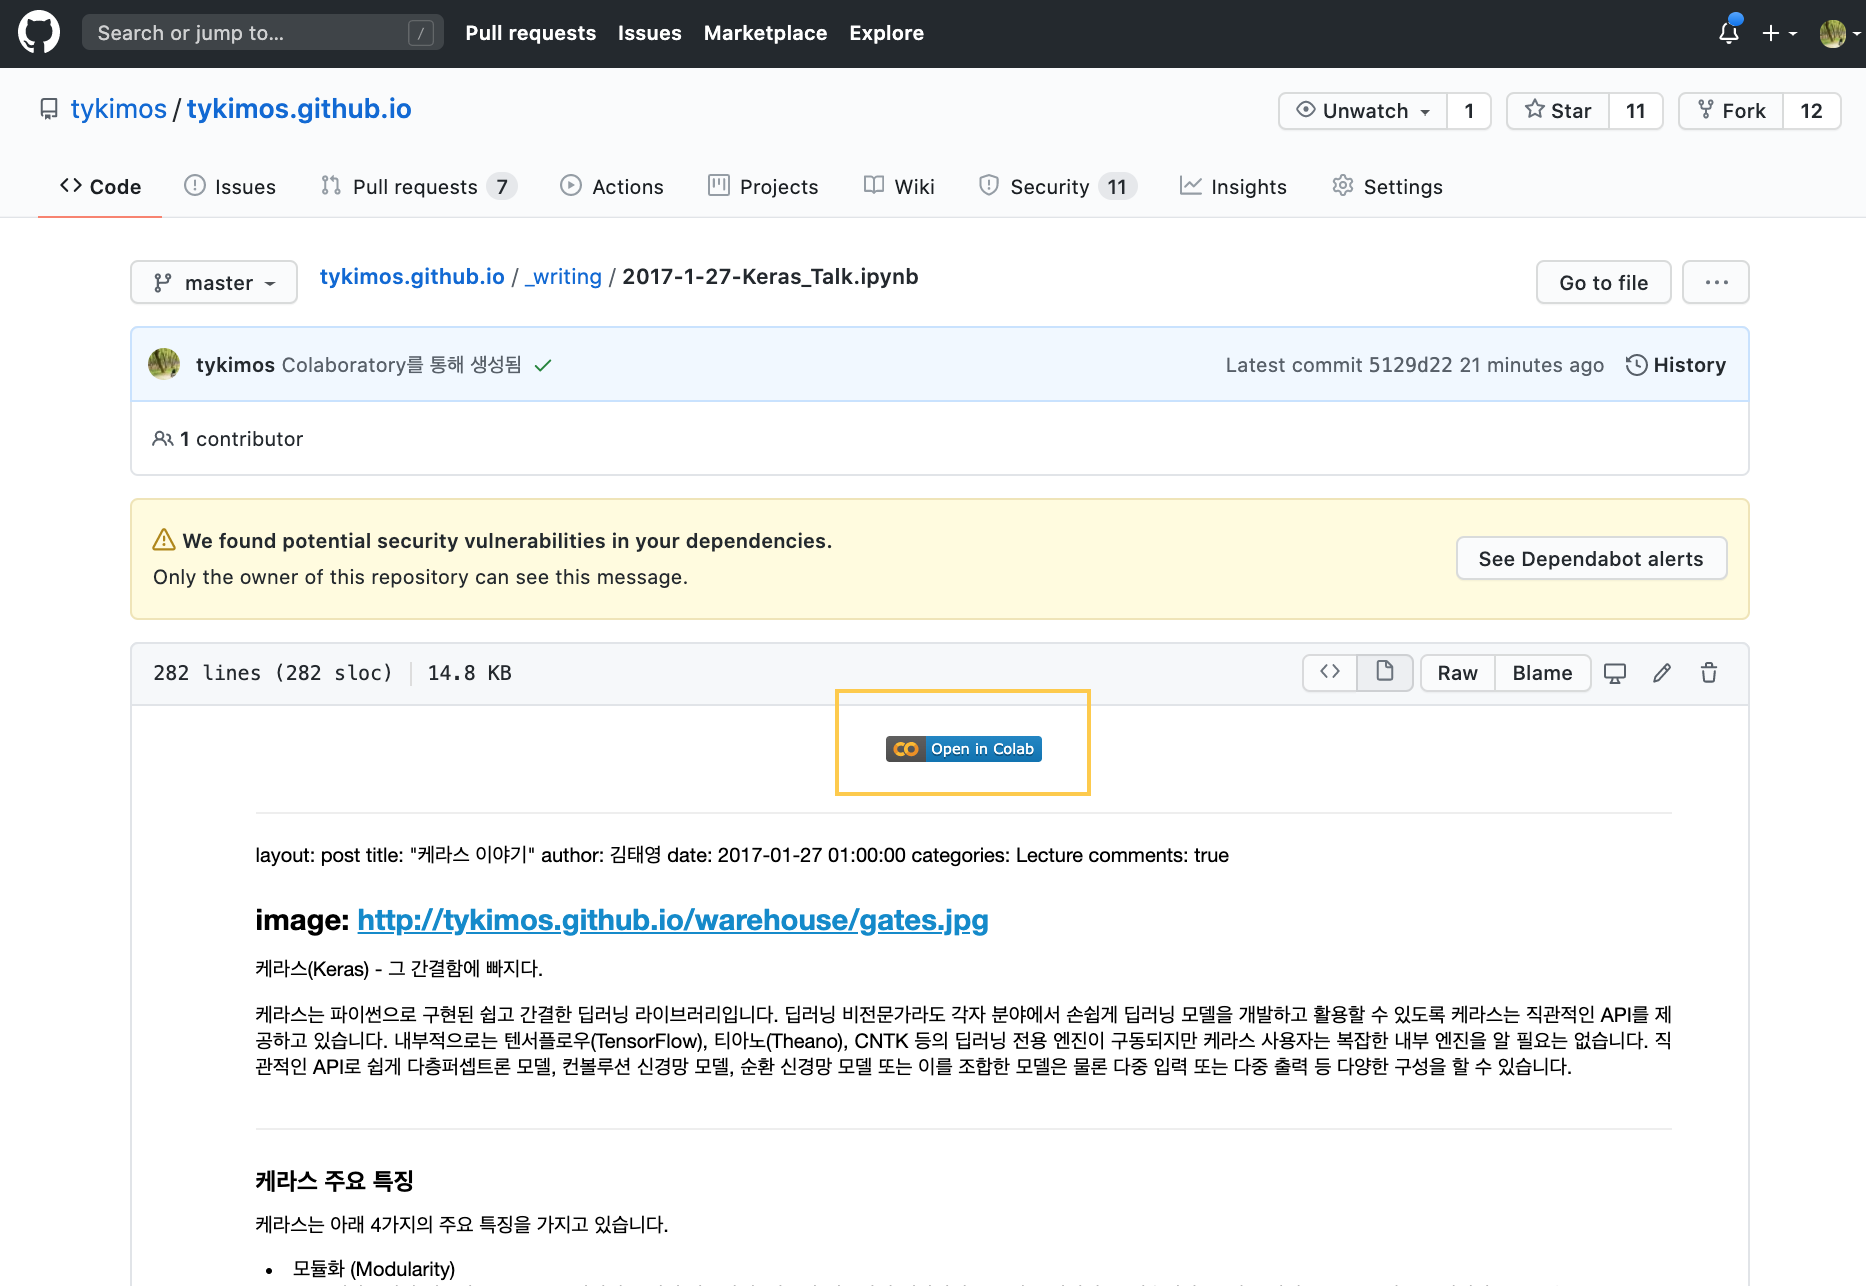 Search or jump to... /
Pull requests Issues Marketplace Explore
tykimos / tykimos.github.io
Unwatch 1 Star 11 Fork 12
Code Issues Pull requests 7 Actions Projects Wiki Security 11 Insights Settings
master
tykimos.github.io / _writing / 2017-1-27-Keras_Talk.ipynb
Go to file ...
tykimos Colaboratory를 통해 생성됨
Latest commit 5129d22 21 minutes ago History
1 contributor
We found potential security vulnerabilities in your dependencies.
Only the owner of this repository can see this message.
See Dependabot alerts
282 lines (282 sloc) 14.8 KB
<> Raw Blame
CO Open in Colab
layout: post title: "케라스 이야기" author: 김태영 date: 2017-01-27 01:00:00 categories: Lecture comments: true
image: http://tykimos.github.io/warehouse/gates.jpg
케라스(Keras) - 그 간결함에 빠지다.
케라스는 파이썬으로 구현된 쉽고 간결한 딥러닝 라이브러리입니다. 딥러닝 비전문가라도 각자 분야에서 손쉽게 딥러닝 모델을 개발하고 활용할 수 있도록 케라스는 직관적인 API를 제
공하고 있습니다. 내부적으로는 텐서플로우(TensorFlow), 티아노(Theano), CNTK 등의 딥러닝 전용 엔진이 구동되지만 케라스 사용자는 복잡한 내부 엔진을 알 필요는 없습니다. 직
관적인 API로 쉽게 다층퍼셉트론 모델, 컨볼루션 신경망 모델, 순환 신경망 모델 또는 이를 조합한 모델은 물론 다중 입력 또는 다중 출력 등 다양한 구성을 할 수 있습니다.
케라스 주요 특징
케라스는 아래 4가지의 주요 특징을 가지고 있습니다.
• 모듈화 (Modularity)